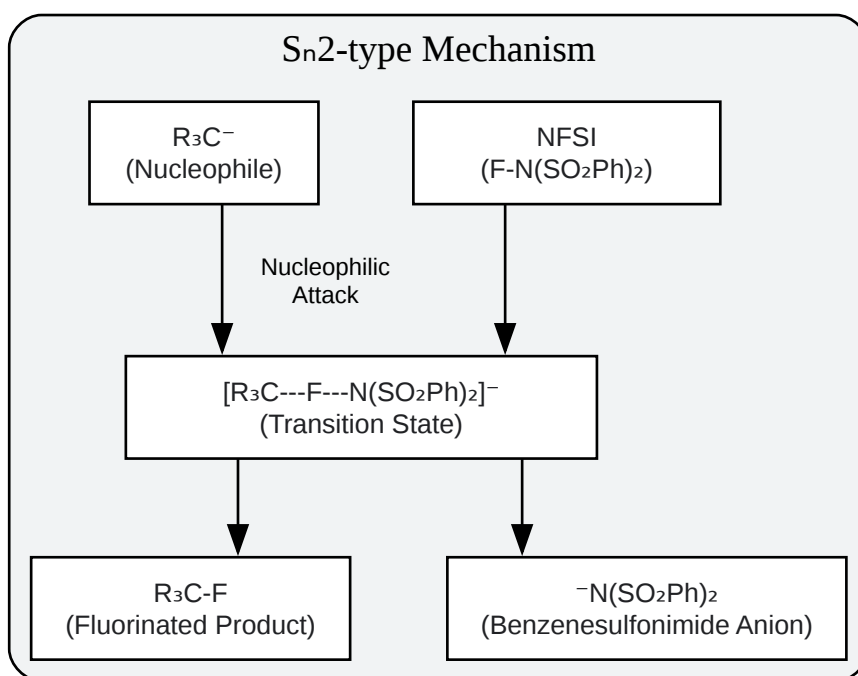 Sₙ2-type Mechanism
R₃C⁻
(Nucleophile)
NFSI
(F-N(SO₂Ph)₂)
Nucleophilic
Attack
[R₃C---F---N(SO₂Ph)₂]⁻
(Transition State)
R₃C-F
(Fluorinated Product)
⁻N(SO₂Ph)₂
(Benzenesulfonimide Anion)